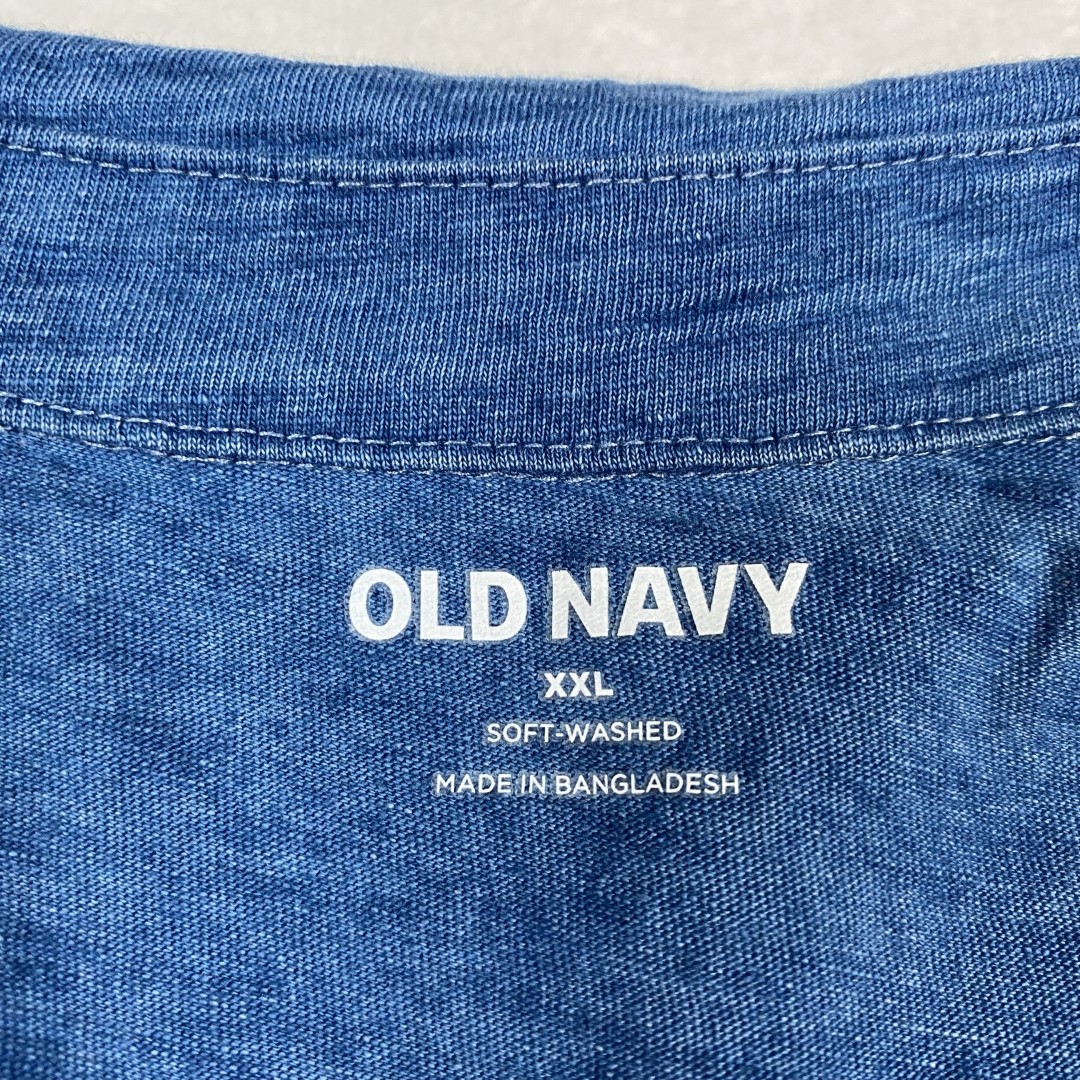 OLD NAVY
XXL
SOFT-WASHED
MADE IN BANGLADESH